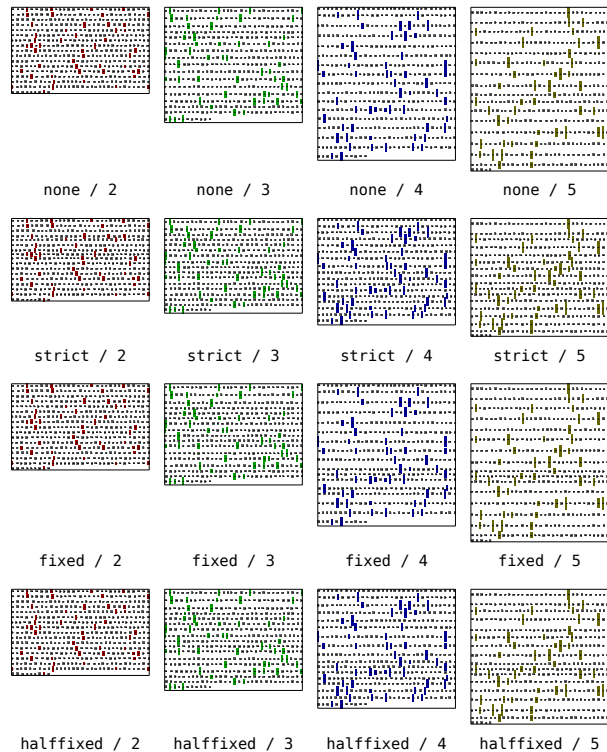 none / 2 none / 3 none / 4 none / 5
strict / 2 strict / 3 strict / 4 strict / 5
fixed / 2 fixed / 3 fixed / 4 fixed / 5
halffixed / 2 halffixed / 3 halffixed / 4 halffixed / 5